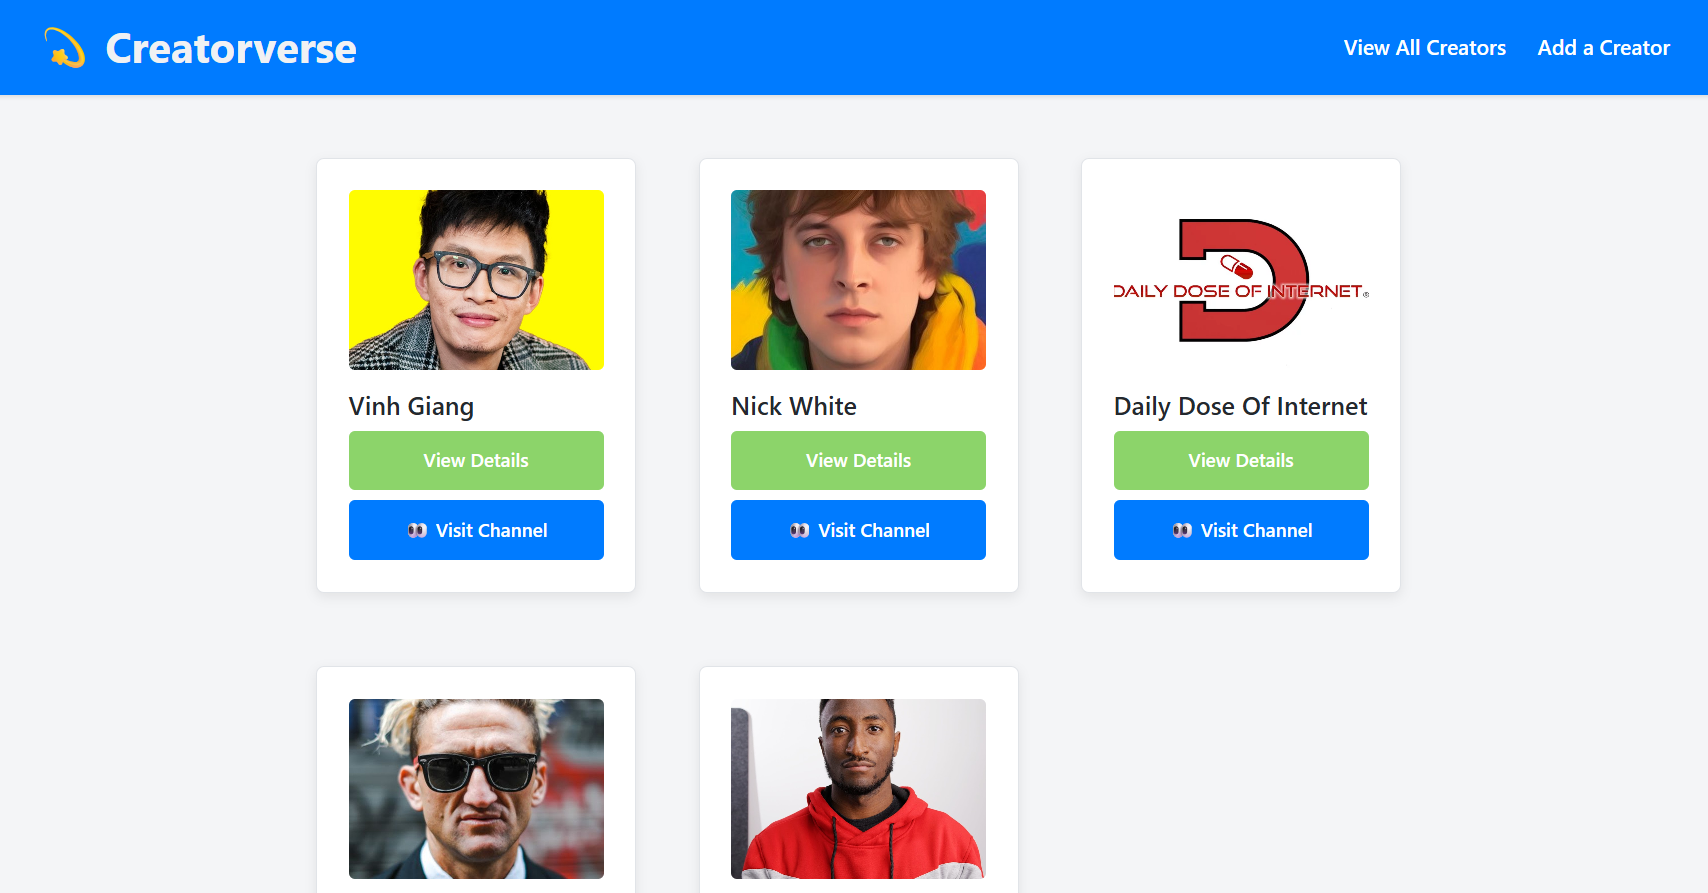 Creatorverse
View All Creators
Add a Creator
DAILY DOSE OF INTERNET®
Vinh Giang
Nick White
Daily Dose Of Internet
View Details
View Details
View Details
👀 Visit Channel
👀 Visit Channel
👀 Visit Channel